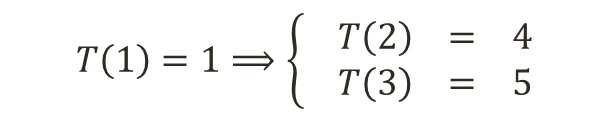 T(1) = 1 ⟹ { T(2) = 4
T(3) = 5